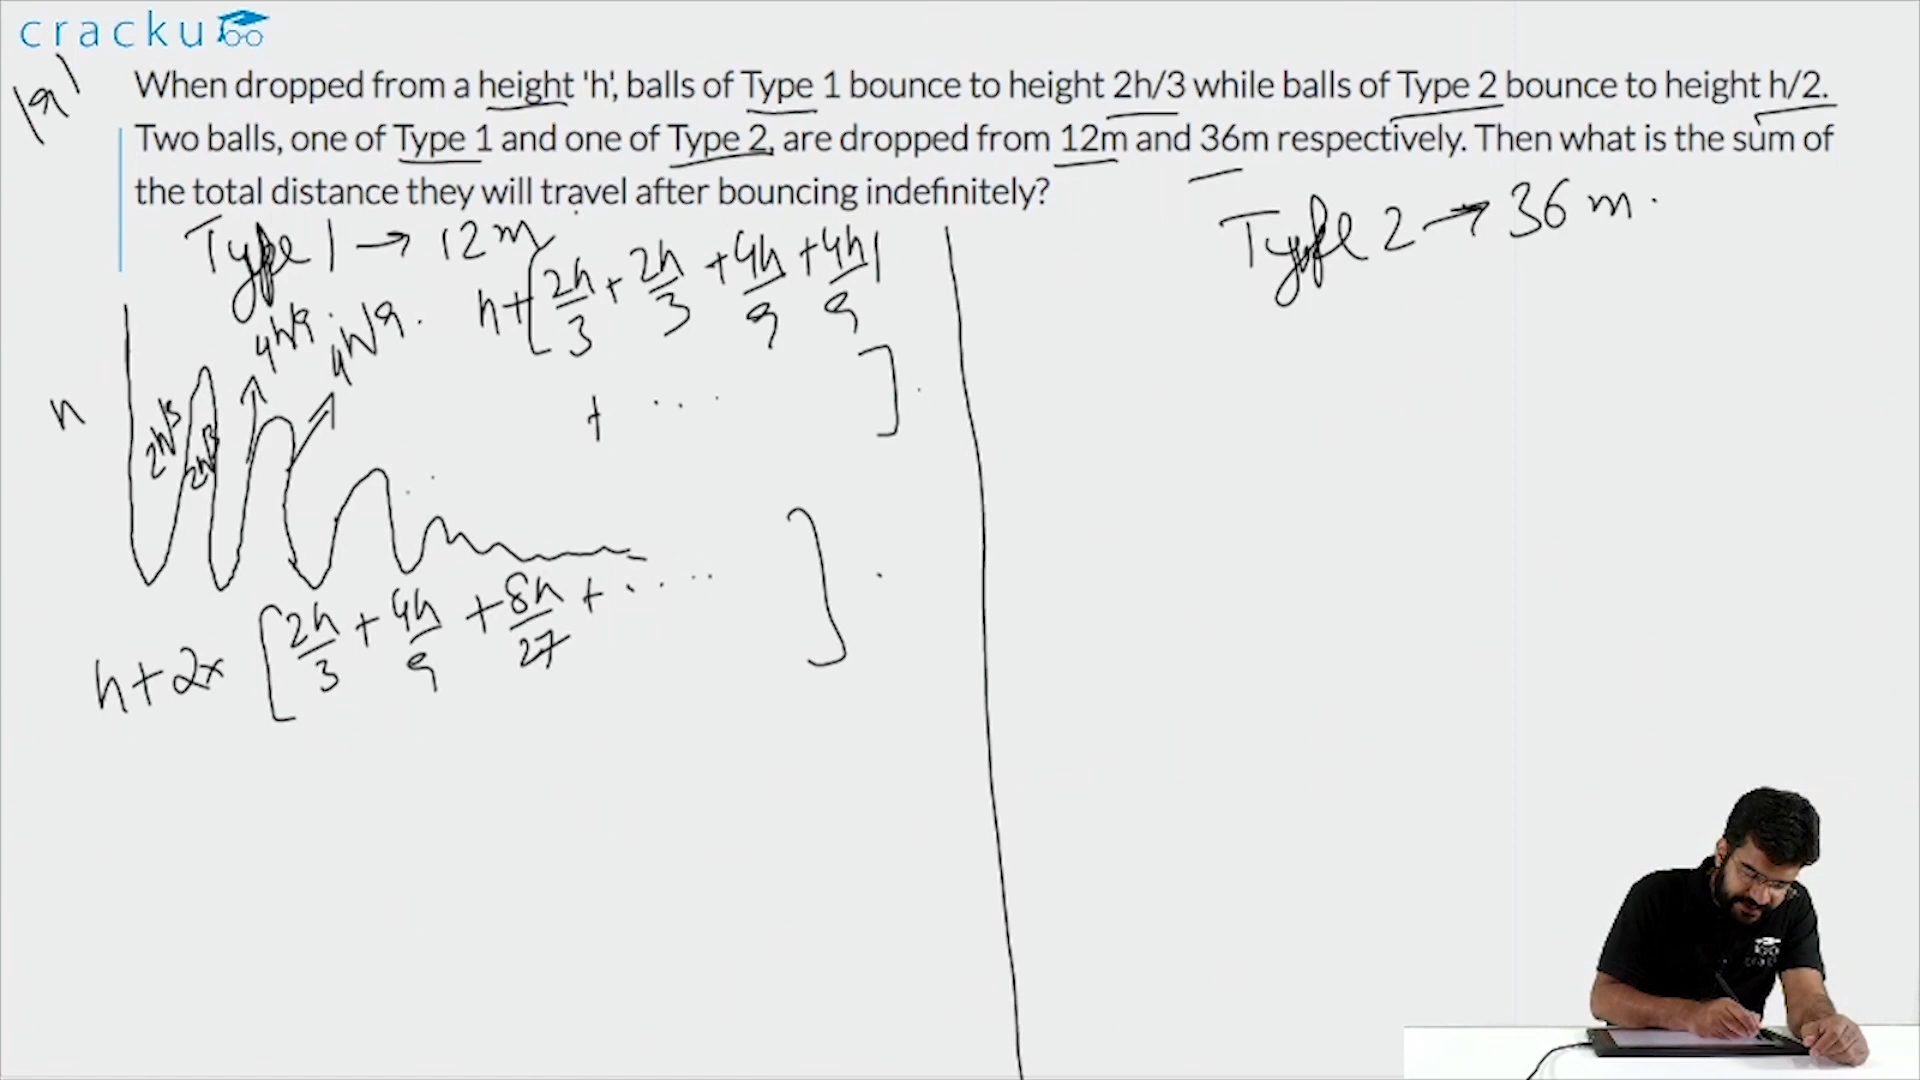 cracku
|a|
When dropped from a height 'h', balls of Type 1 bounce to height 2h/3 while balls of Type 2 bounce to height h/2.
Two balls, one of Type 1 and one of Type 2, are dropped from 12m and 36m respectively. Then what is the sum of
the total distance they will travel after bouncing indefinitely?
Type 1 → 12 m
Type 2 → 36 m.
h + [2h/3 + 2h/3 + 4h/9 + 4h/9
+ ... ]
4h/9 4h/9
h
2h/3 2h/3
h + 2x [2h/3 + 4h/9 + 8h/27 + ..... ]